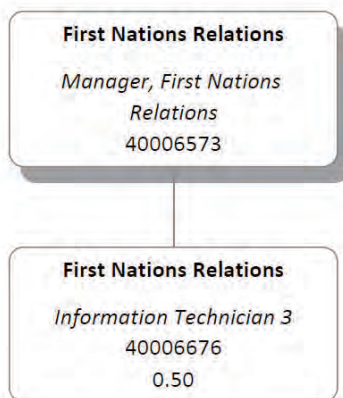 First Nations Relations
Manager, First Nations
Relations
40006573
First Nations Relations
Information Technician 3
40006676
0.50